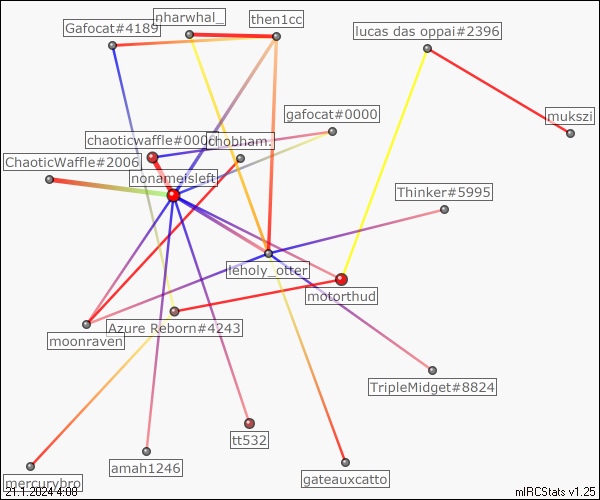 nharwhal_
then1cc
Gafocat#4189
lucas das oppai#2396
gafocat#0000
mukszi
chaoticwaffle#000
chobham.
ChaoticWaffle#2006
nonameisleft
Thinker#5995
leholy_otter
motorthud
Azure Reborn#4243
moonraven
TripleMidget#8824
tt532
amah1246
gateauxcatto
mercurybro
21.1.2024 4:00
mIRCStats v1.25